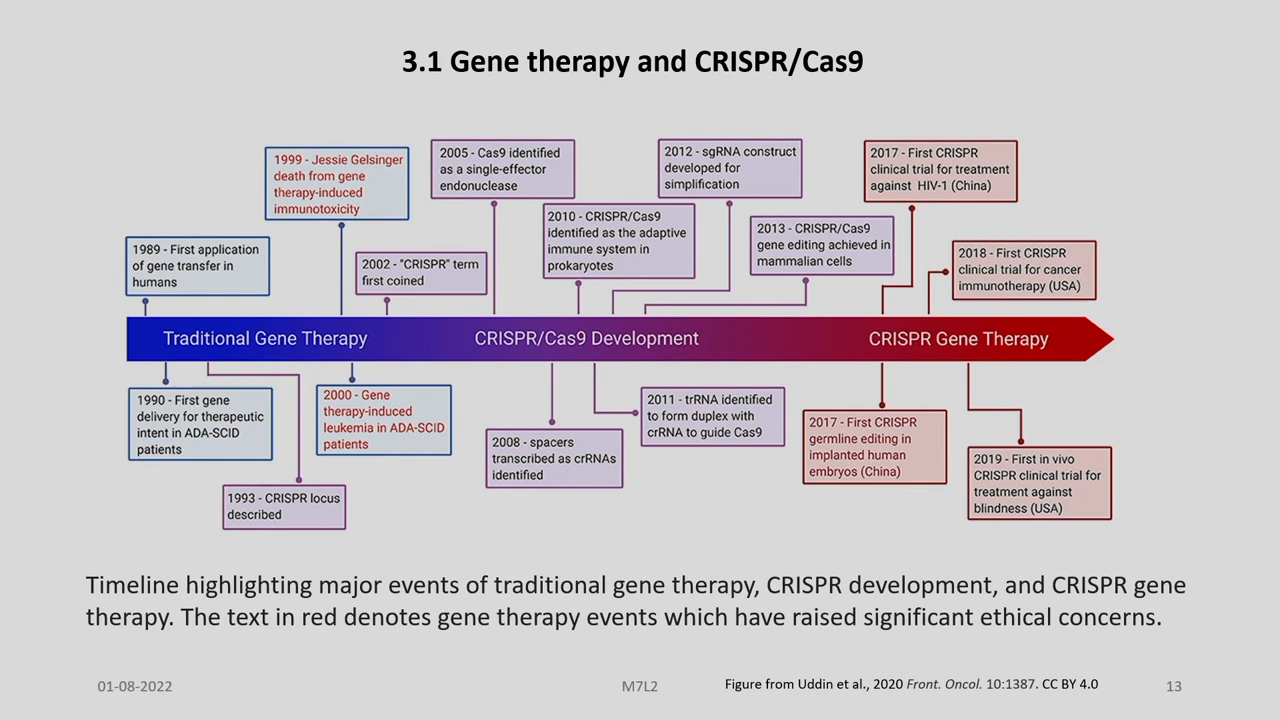 3.1 Gene therapy and CRISPR/Cas9
1999 - Jessie Gelsinger
death from gene
therapy-induced
immunotoxicity
2005 - Cas9 identified
as a single-effector
endonuclease
2012 - sgRNA construct
developed for
simplification
2017 - First CRISPR
clinical trial for treatment
against HIV-1 (China)
1989 - First application
of gene transfer in
humans
2002 - "CRISPR" term
first coined
2010 - CRISPR/Cas9
identified as the adaptive
immune system in
prokaryotes
2013 - CRISPR/Cas9
gene editing achieved in
mammalian cells
2018 - First CRISPR
clinical trial for cancer
immunotherapy (USA)
Traditional Gene Therapy
CRISPR/Cas9 Development
CRISPR Gene Therapy
1990 - First gene
delivery for therapeutic
intent in ADA-SCID
patients
2000 - Gene
therapy-induced
leukemia in ADA-SCID
patients
2011 - trRNA identified
to form duplex with
crRNA to guide Cas9
2017 - First CRISPR
germline editing in
implanted human
embryos (China)
1993 - CRISPR locus
described
2008 - spacers
transcribed as crRNAs
identified
2019 - First in vivo
CRISPR clinical trial for
treatment against
blindness (USA)
Timeline highlighting major events of traditional gene therapy, CRISPR development, and CRISPR gene
therapy. The text in red denotes gene therapy events which have raised significant ethical concerns.
01-08-2022
M7L2
Figure from Uddin et al., 2020 Front. Oncol. 10:1387. CC BY 4.0
13